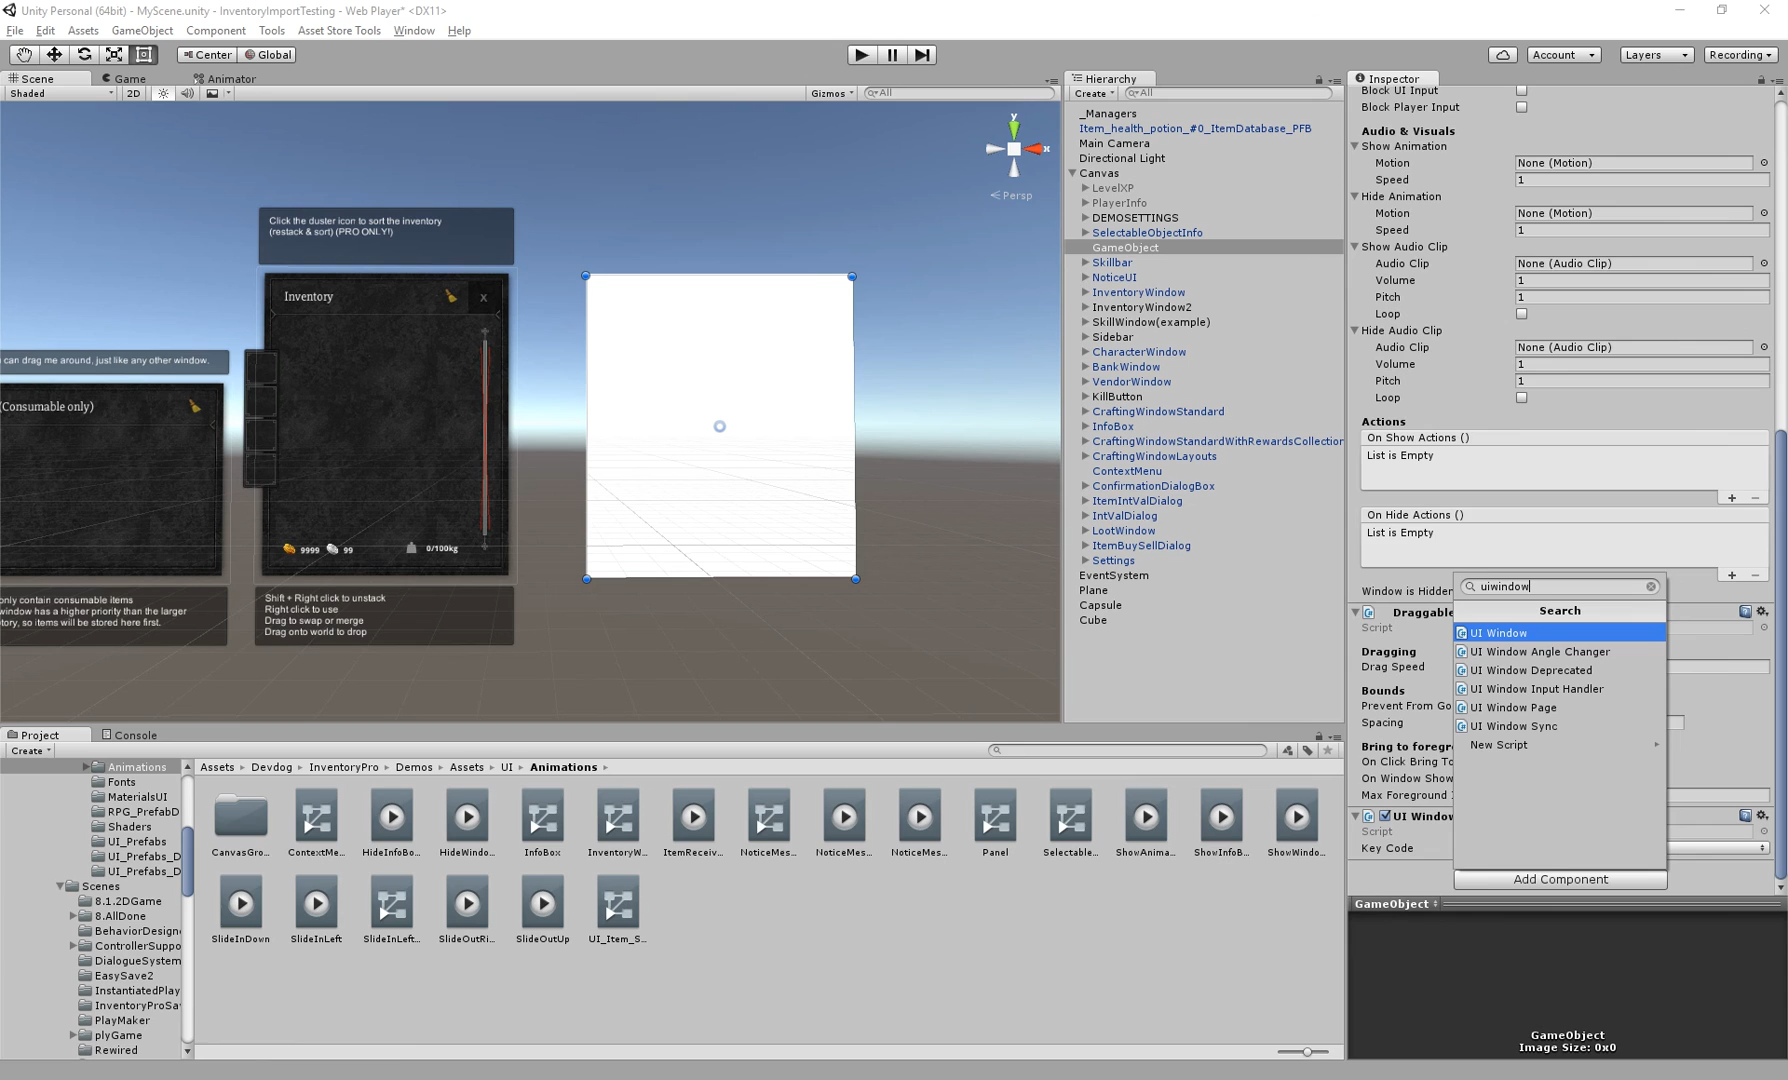 Unity Personal (64bit) - MyScene.unity - InventoryImportTesting - Web Player* <DX11>
File Edit Assets GameObject Component Tools Asset Store Tools Window Help
Center Global Account Layers Recording
Scene Game Animator
Shaded 2D Gizmos All
y
x
Persp
Click the duster icon to sort the inventory
(restack & sort) (PRO ONLY!)
Inventory X
can drag me around, just like any other window.
(Consumable only)
9999 99 0/100kg
only contain consumable items
window has a higher priority than the larger
tory, so items will be stored here first.
Shift + Right click to unstack
Right click to use
Drag to swap or merge
Drag onto world to drop
Hierarchy
Create All
_Managers
Item_health_potion_#0_ItemDatabase_PFB
Main Camera
Directional Light
Canvas
LevelXP
PlayerInfo
DEMOSETTINGS
SelectableObjectInfo
GameObject
Skillbar
NoticeUI
InventoryWindow
InventoryWindow2
SkillWindow(example)
Sidebar
CharacterWindow
BankWindow
VendorWindow
KillButton
CraftingWindowStandard
InfoBox
CraftingWindowStandardWithRewardsCollection
CraftingWindowLayouts
ContextMenu
ConfirmationDialogBox
ItemIntValDialog
IntValDialog
LootWindow
ItemBuySellDialog
Settings
EventSystem
Plane
Capsule
Cube
Inspector
Block UI Input
Block Player Input
Audio & Visuals
Show Animation
Motion None (Motion)
Speed 1
Hide Animation
Motion None (Motion)
Speed 1
Show Audio Clip
Audio Clip None (Audio Clip)
Volume 1
Pitch 1
Loop
Hide Audio Clip
Audio Clip None (Audio Clip)
Volume 1
Pitch 1
Loop
Actions
On Show Actions ()
List is Empty
On Hide Actions ()
List is Empty
Window is Hidden
Draggable
Script
Dragging
Drag Speed
Bounds
Prevent From Go
Spacing
Bring to foregr
On Click Bring To
On Window Show
Max Foreground I
UI Window
Script
Key Code
uiwindow
Search
UI Window
UI Window Angle Changer
UI Window Deprecated
UI Window Input Handler
UI Window Page
UI Window Sync
New Script
Add Component
GameObject
GameObject
Image Size: 0x0
Project Console
Create
Animations
Fonts
MaterialsUI
RPG_PrefabD
Shaders
UI_Prefabs
UI_Prefabs_D
UI_Prefabs_D
Scenes
8.1.2DGame
8.AllDone
BehaviorDesigne
ControllerSuppo
DialogueSystem
EasySave2
InstantiatedPlay
InventoryProSa
PlayMaker
plyGame
Rewired
Assets Devdog InventoryPro Demos Assets UI Animations
CanvasGro... ContextMe... HideInfoBo... HideWindo... InfoBox InventoryW... ItemReceiv... NoticeMes... NoticeMes... NoticeMes... Panel Selectable... ShowAnima... ShowInfoB... ShowWindo...
SlideInDown SlideInLeft SlideInLeft... SlideOutRi... SlideOutUp UI_Item_S...